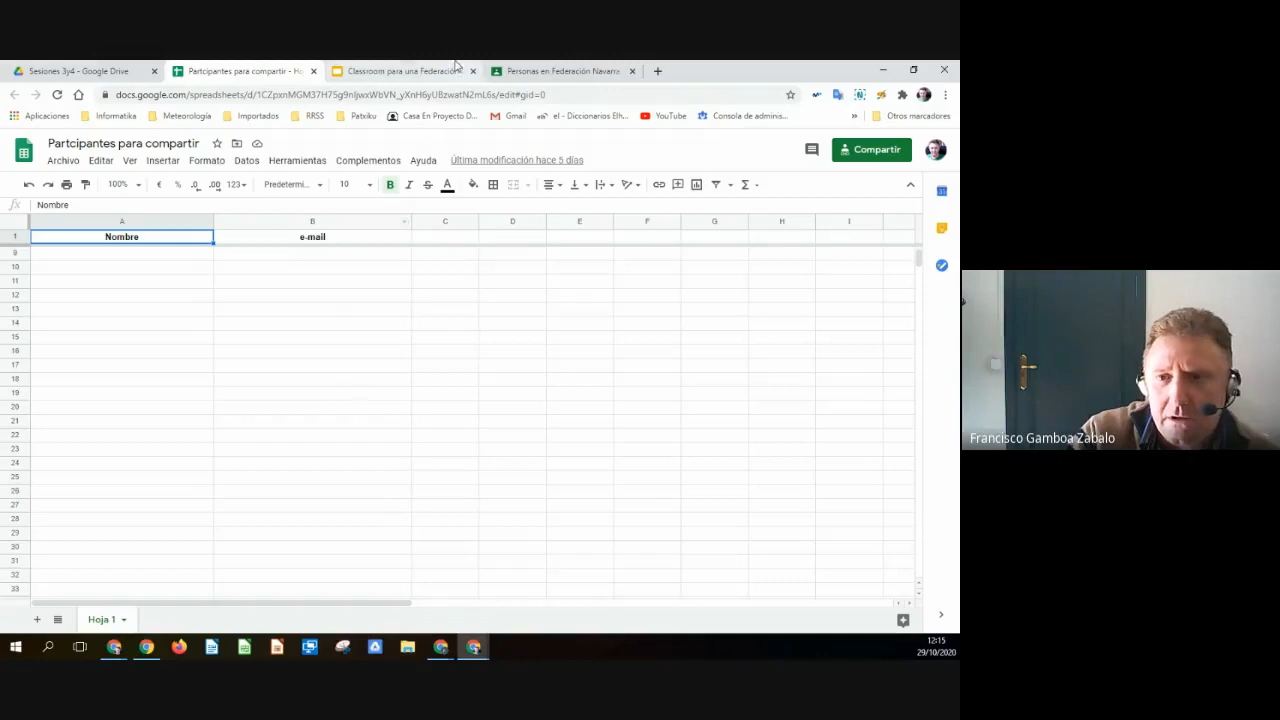 Sesiones 3y4 - Google Drive
Partcipantes para compartir - Ho
Classroom para una Federación
Personas en Federación Navarra
docs.google.com/spreadsheets/d/1CZpxnMGM37H75g9nIjwxWbVN_yXnH6yUBzwatN2mL6s/edit#gid=0
Aplicaciones
Informatika
Meteorología
Importados
RRSS
Patxiku
Casa En Proyecto D...
Gmail
el - Diccionarios Elh...
YouTube
Consola de adminis...
»
Otros marcadores
Partcipantes para compartir
Archivo Editar Ver Insertar Formato Datos Herramientas Complementos Ayuda Última modificación hace 5 días
Compartir
100% € % .0 .00 123 Predetermi... 10 B I S A Σ
fx Nombre
A B C D E F G H I
1 Nombre e-mail
9
10
11
12
13
14
15
16
17
18
19
20
21
22
23
24
25
26
27
28
29
30
31
32
33
Hoja 1
12:15
29/10/2020
Francisco Gamboa Zabalo